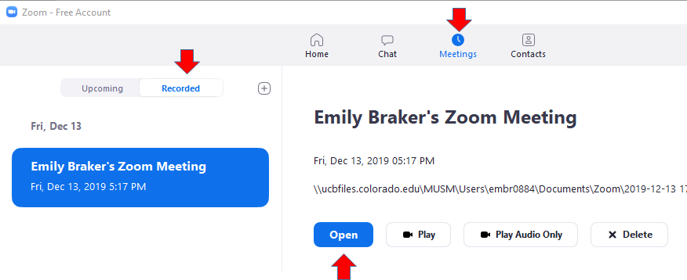 Zoom - Free Account
Home Chat Meetings Contacts
Upcoming Recorded
Fri, Dec 13
Emily Braker's Zoom Meeting
Fri, Dec 13, 2019 5:17 PM
Emily Braker's Zoom Meeting
Fri, Dec 13, 2019 05:17 PM
\\ucbfiles.colorado.edu\MUSM\Users\embr0884\Documents\Zoom\2019-12-13 17
Open Play Play Audio Only Delete